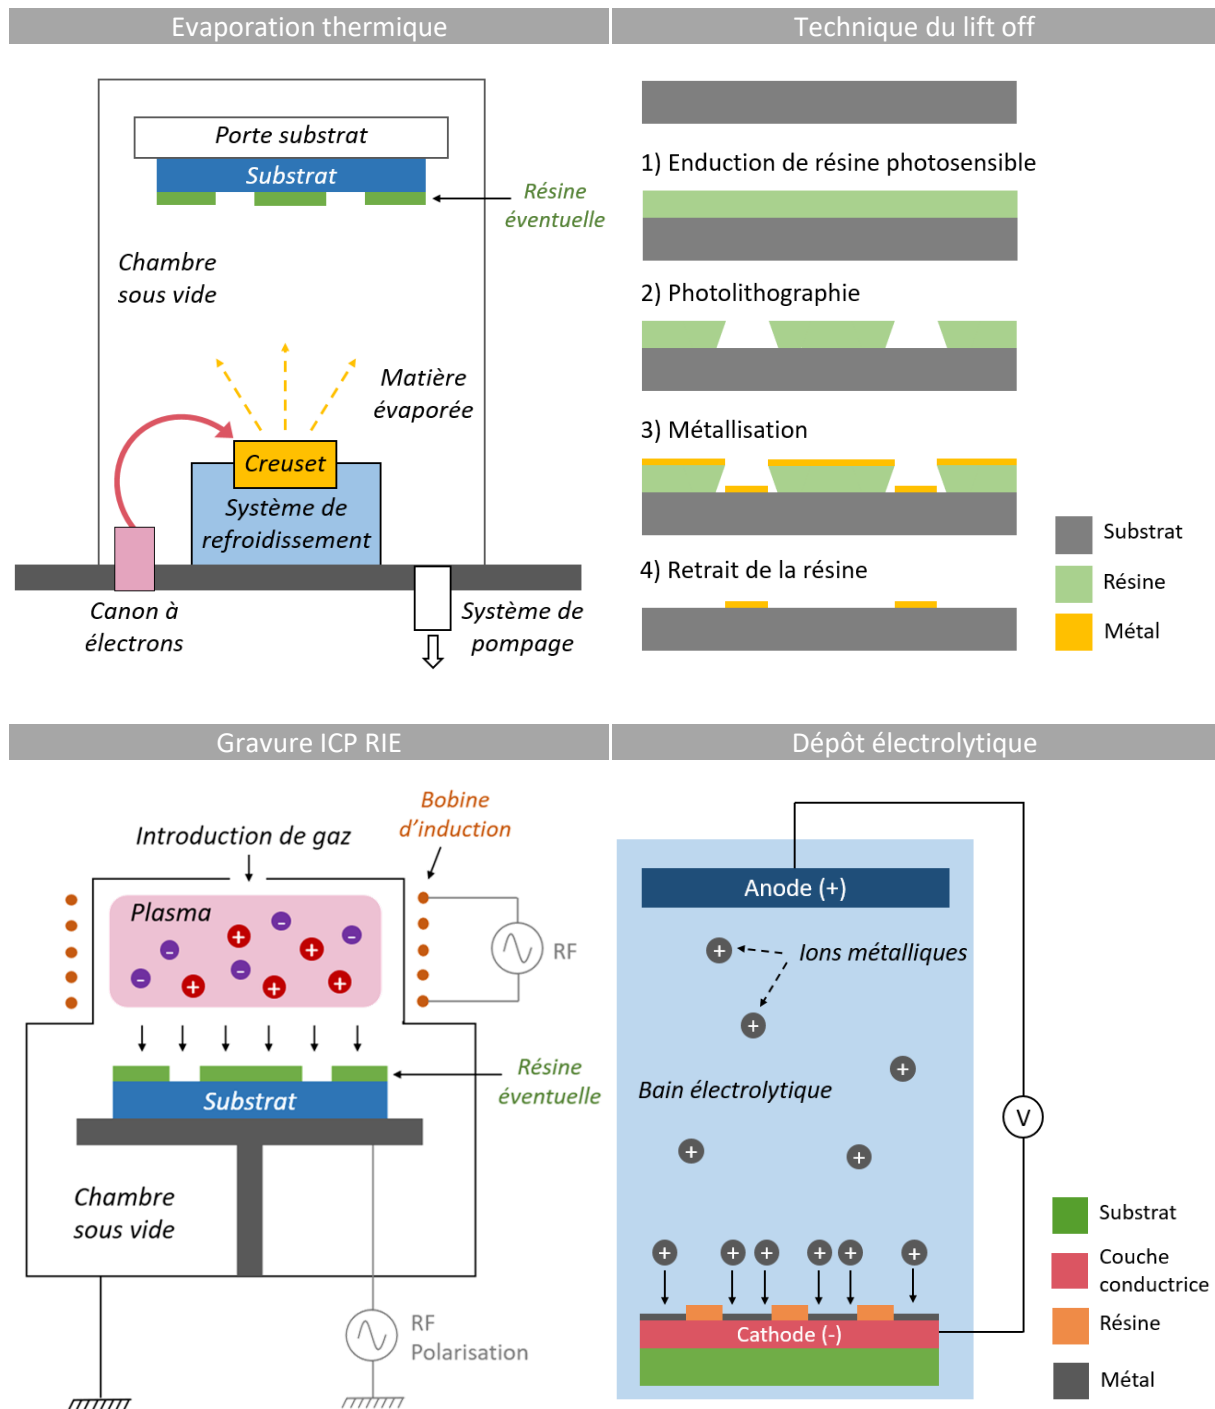 Evaporation thermique
Porte substrat
Substrat
Résine
éventuelle
Chambre
sous vide
Matière
évaporée
Creuset
Système de
refroidissement
Canon à
électrons
Système de
pompage
Technique du lift off
1) Enduction de résine photosensible
2) Photolithographie
3) Métallisation
4) Retrait de la résine
Substrat
Résine
Métal
Gravure ICP RIE
Bobine
d’induction
Introduction de gaz
Plasma
- - + + - - - + + +
RF
Résine
éventuelle
Substrat
Chambre
sous vide
RF
Polarisation
Dépôt électrolytique
Anode (+)
+
Ions métalliques
+
+
Bain électrolytique
V
+ +
+ + + + + +
Cathode (-)
Substrat
Couche
conductrice
Résine
Métal